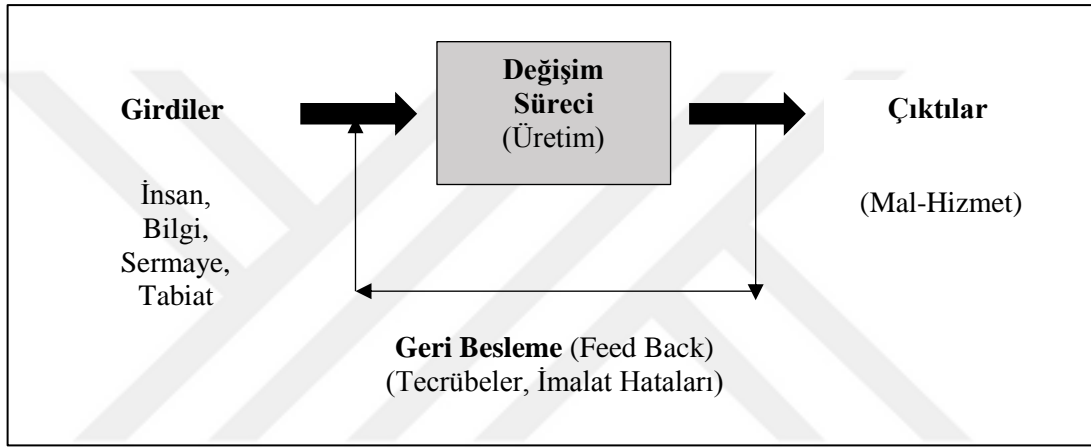 Girdiler
İnsan,
Bilgi,
Sermaye,
Tabiat
Değişim
Süreci
(Üretim)
Çıktılar
(Mal-Hizmet)
Geri Besleme (Feed Back)
(Tecrübeler, İmalat Hataları)